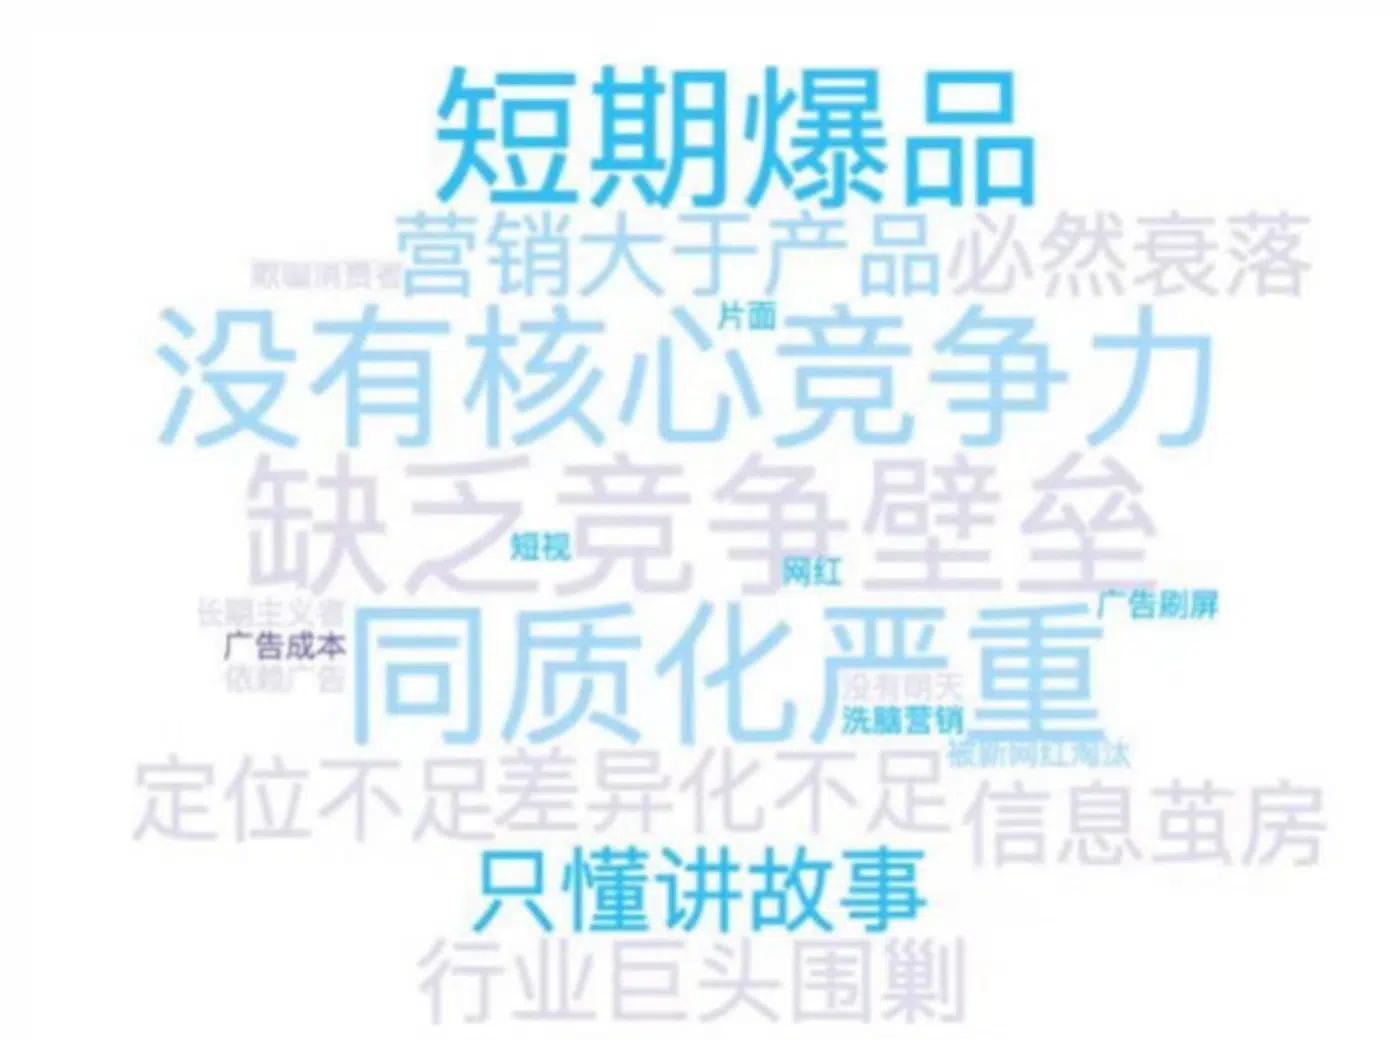 短期爆品
营销大于产品
必然衰落
欺骗消费者
片面
没有核心竞争力
缺乏竞争壁垒
短视
网红
广告刷屏
长期主义者
广告成本
依赖广告
同质化严重
没有明天
洗脑营销
被新网红淘汰
定位不足
差异化不足
信息茧房
只懂讲故事
行业巨头围剿